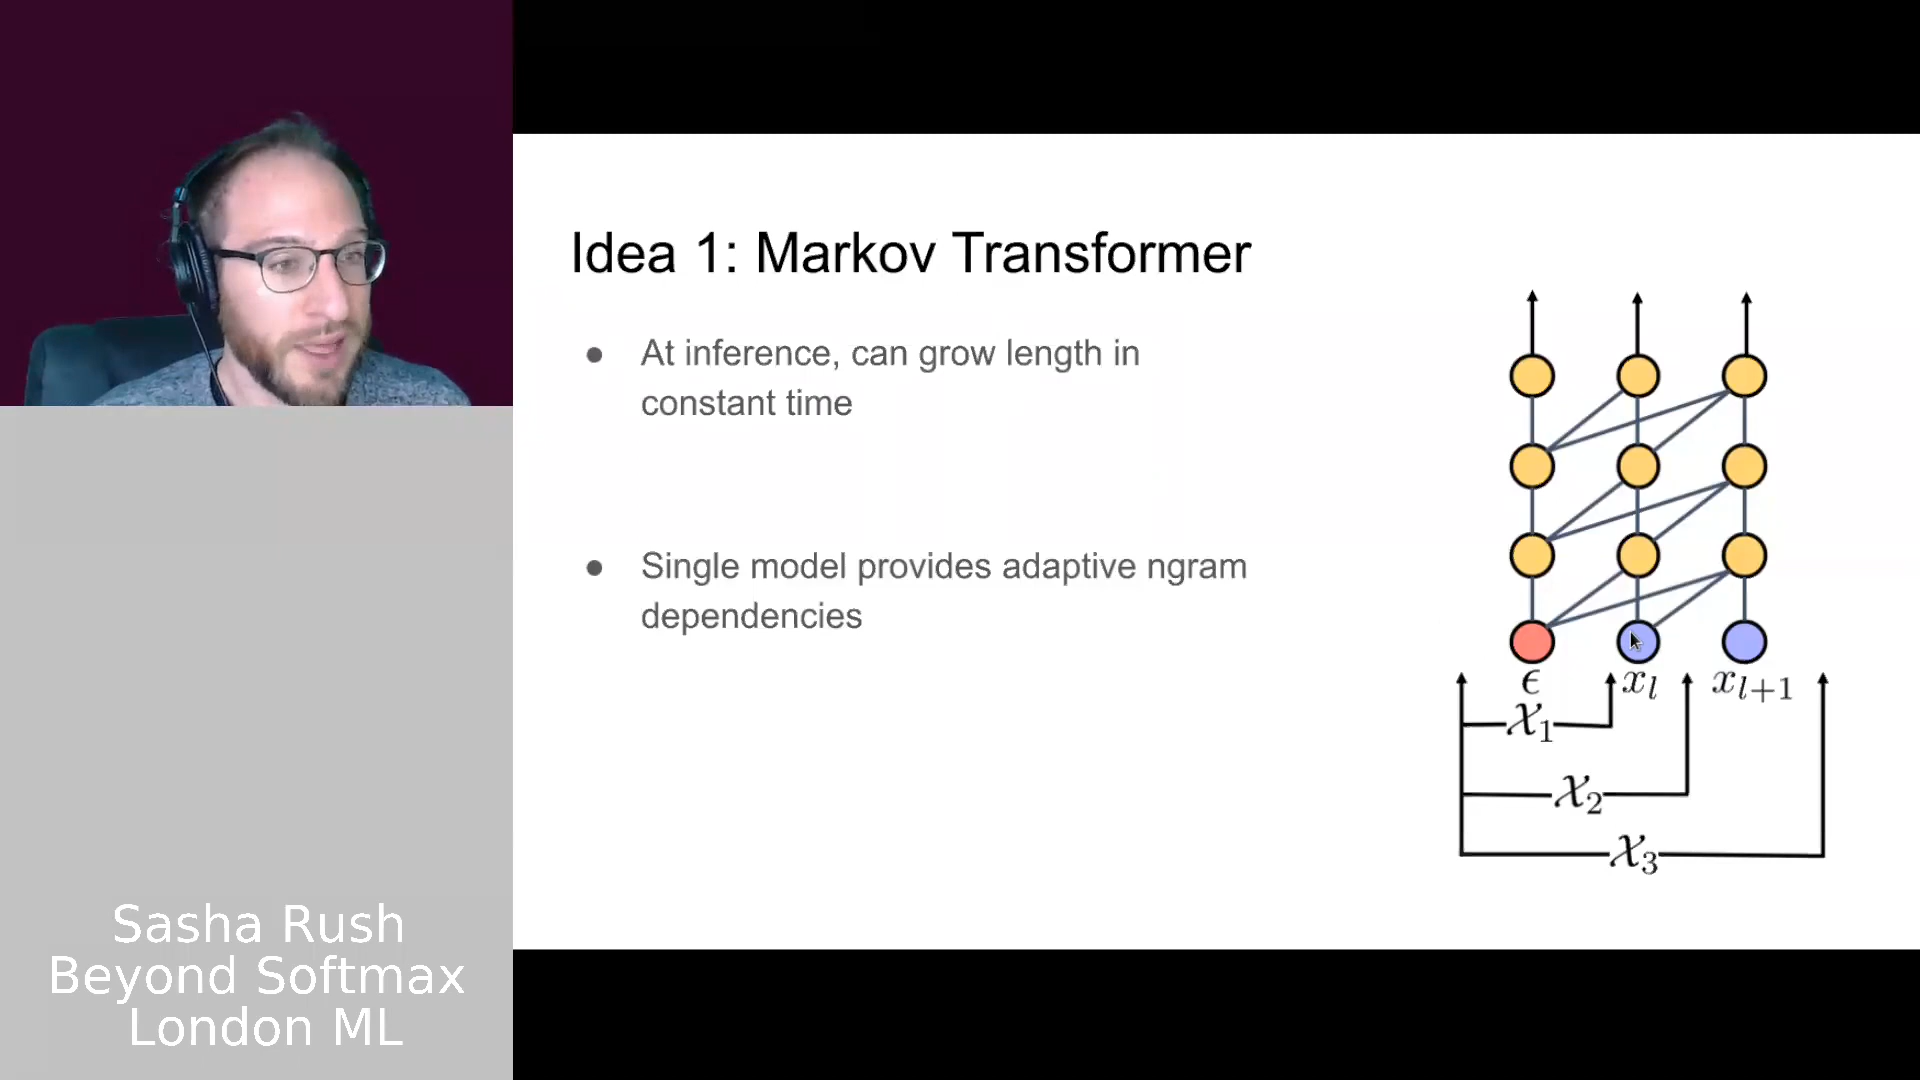 Idea 1: Markov Transformer
● At inference, can grow length in
constant time
● Single model provides adaptive ngram
dependencies
ϵ x_l x_{l+1}
𝒳_1
𝒳_2
𝒳_3
Sasha Rush
Beyond Softmax
London ML